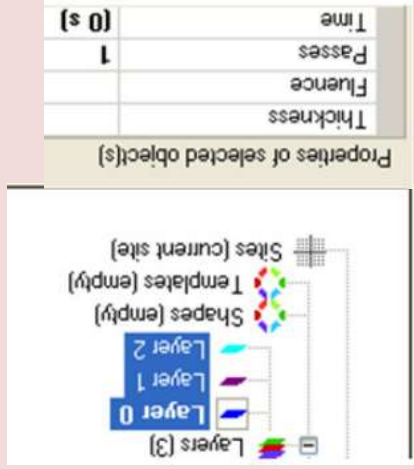 Layers (3)
Layer 0
Layer 1
Layer 2
Shapes (empty)
Templates (empty)
Sites (current site)
Properties of selected object(s)
Thickness
Fluence
Passes 1
Time (0 s)